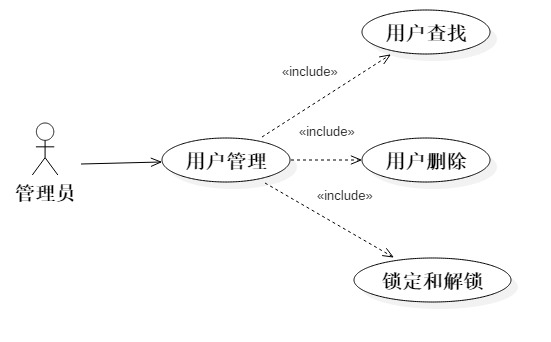 用户查找
«include»
«include»
用户管理
用户删除
管理员
«include»
锁定和解锁